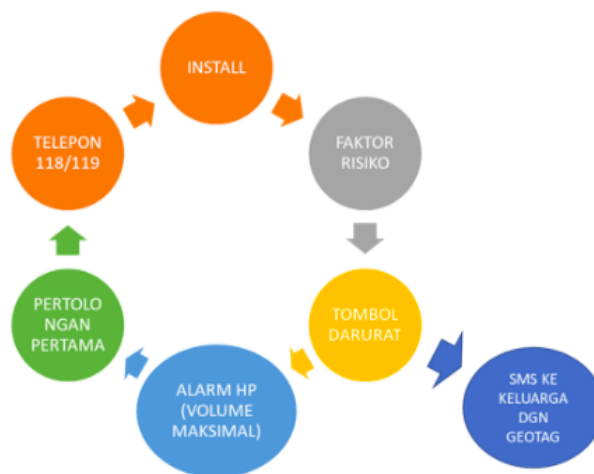 INSTALL
FAKTOR
RISIKO
TOMBOL
DARURAT
SMS KE
KELUARGA
DGN
GEOTAG
ALARM HP
(VOLUME
MAKSIMAL)
PERTOLO
NGAN
PERTAMA
TELEPON
118/119